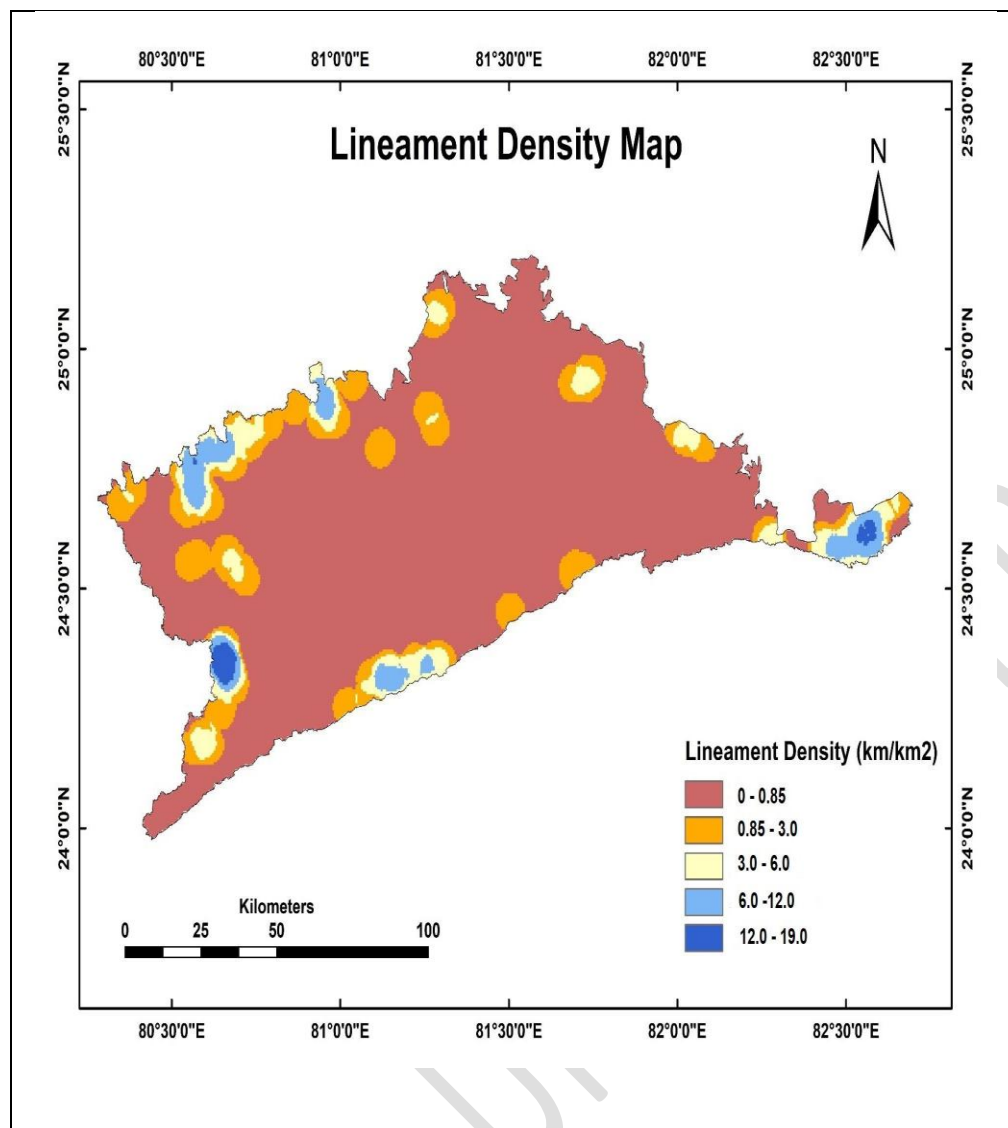 80°30'0"E 81°0'0"E 81°30'0"E 82°0'0"E 82°30'0"E
25°30'0"N
25°30'0"N
Lineament Density Map
N
25°0'0"N
25°0'0"N
24°30'0"N
24°30'0"N
24°0'0"N
24°0'0"N
Lineament Density (km/km2)
0 - 0.85
0.85 - 3.0
3.0 - 6.0
6.0 -12.0
12.0 - 19.0
Kilometers
0 25 50 100
80°30'0"E 81°0'0"E 81°30'0"E 82°0'0"E 82°30'0"E